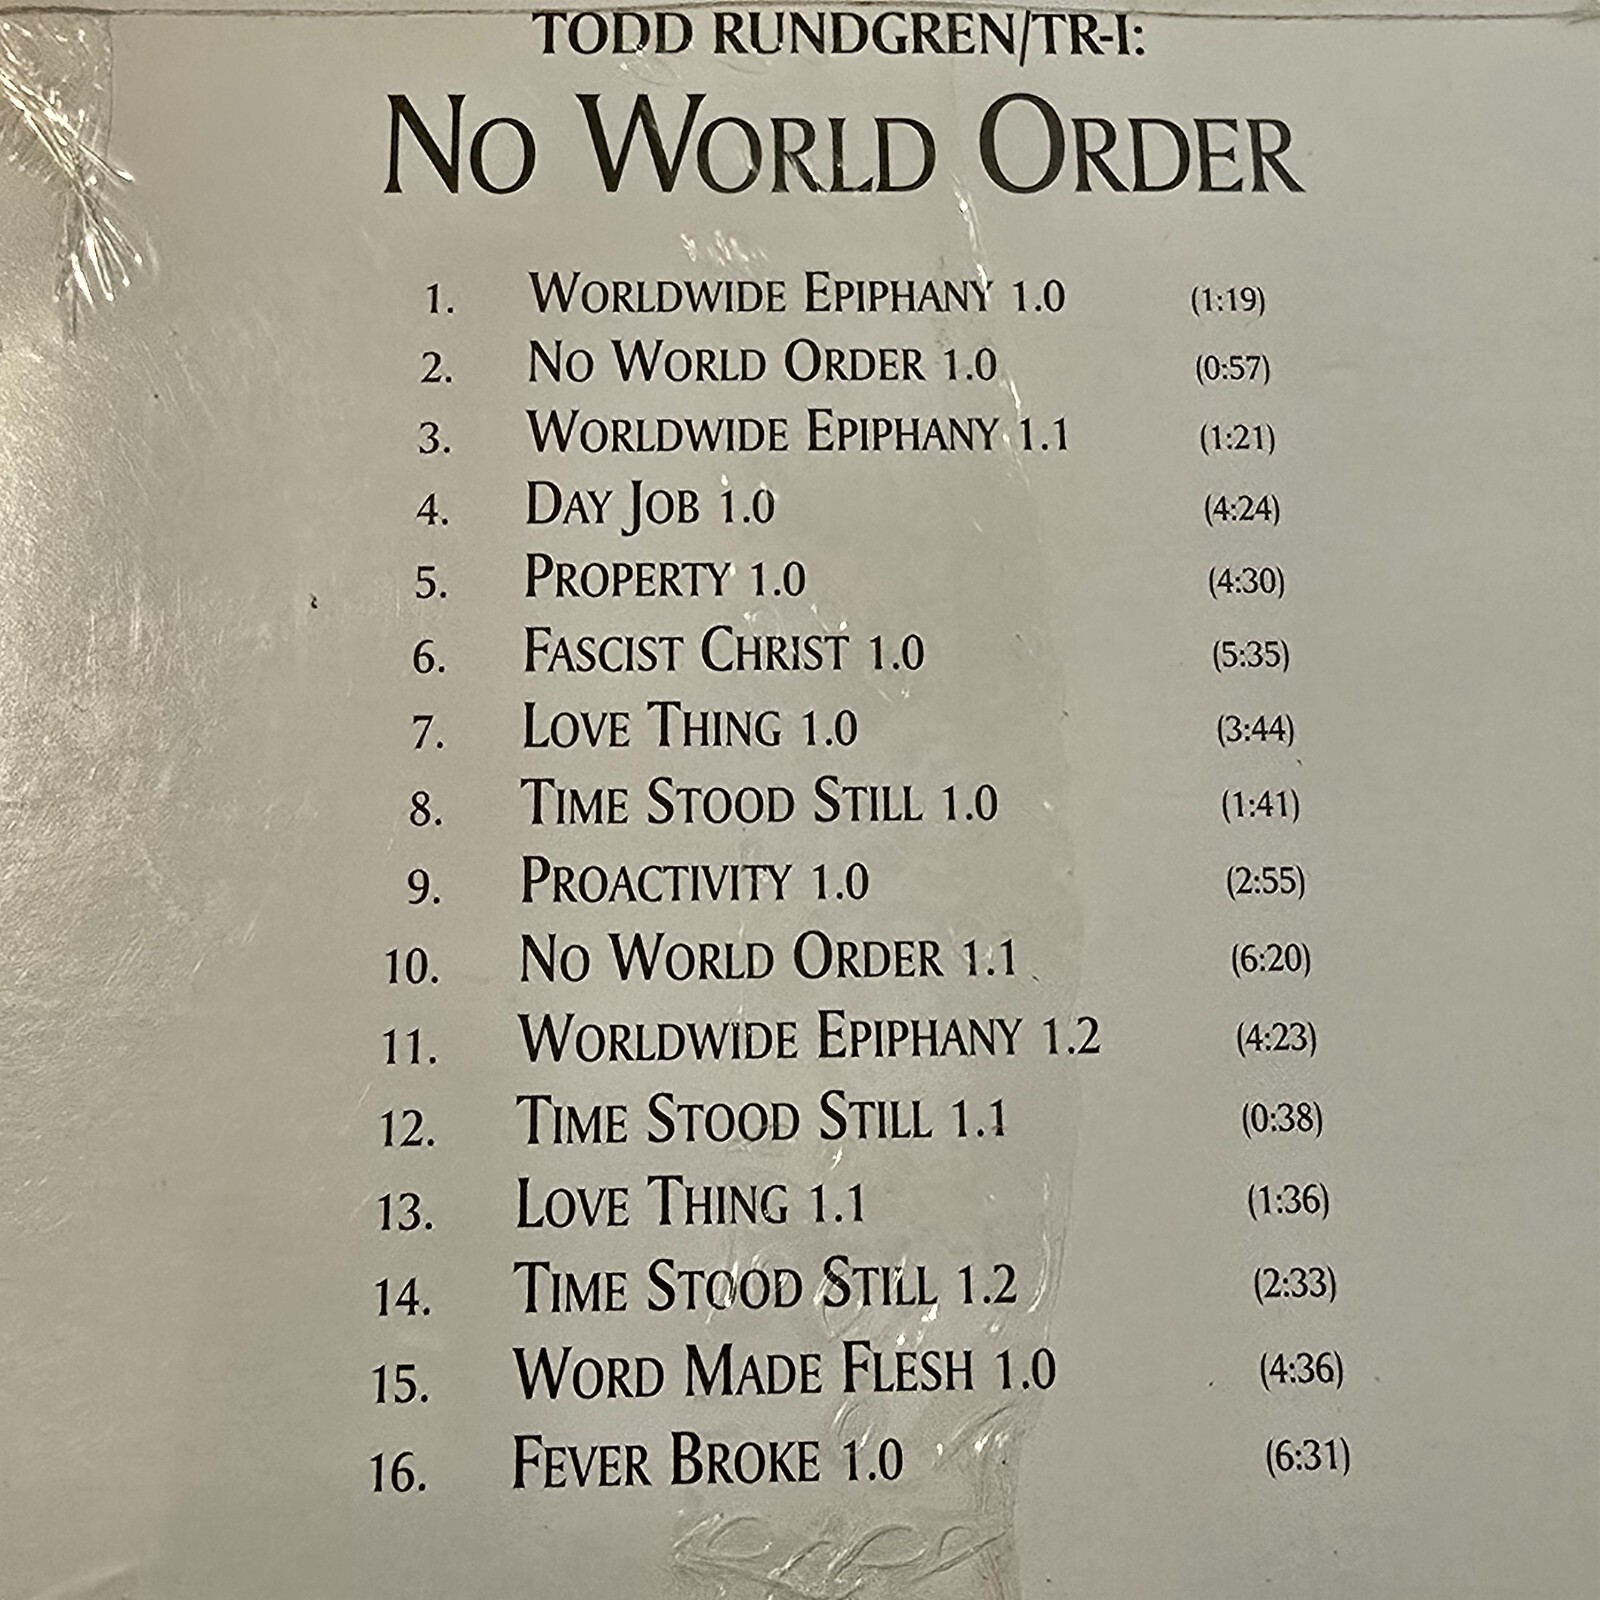 TODD RUNDGREN/TR-I:
NO WORLD ORDER
1. WORLDWIDE EPIPHANY 1.0 (1:19)
2. NO WORLD ORDER 1.0 (0:57)
3. WORLDWIDE EPIPHANY 1.1 (1:21)
4. DAY JOB 1.0 (4:24)
5. PROPERTY 1.0 (4:30)
6. FASCIST CHRIST 1.0 (5:35)
7. LOVE THING 1.0 (3:44)
8. TIME STOOD STILL 1.0 (1:41)
9. PROACTIVITY 1.0 (2:55)
10. NO WORLD ORDER 1.1 (6:20)
11. WORLDWIDE EPIPHANY 1.2 (4:23)
12. TIME STOOD STILL 1.1 (0:38)
13. LOVE THING 1.1 (1:36)
14. TIME STOOD STILL 1.2 (2:33)
15. WORD MADE FLESH 1.0 (4:36)
16. FEVER BROKE 1.0 (6:31)